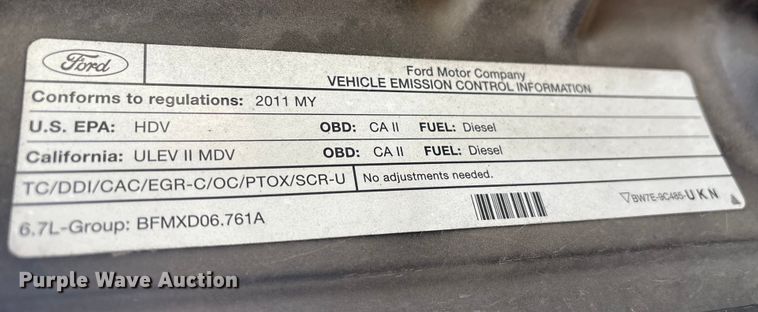 Ford
Ford Motor Company
VEHICLE EMISSION CONTROL INFORMATION
Conforms to regulations: 2011 MY
U.S. EPA: HDV OBD: CA II FUEL: Diesel
California: ULEV II MDV OBD: CA II FUEL: Diesel
TC/DDI/CAC/EGR-C/OC/PTOX/SCR-U No adjustments needed.
6.7L-Group: BFMXD06.761A
BW7E-9C485-UKN
Purple Wave Auction